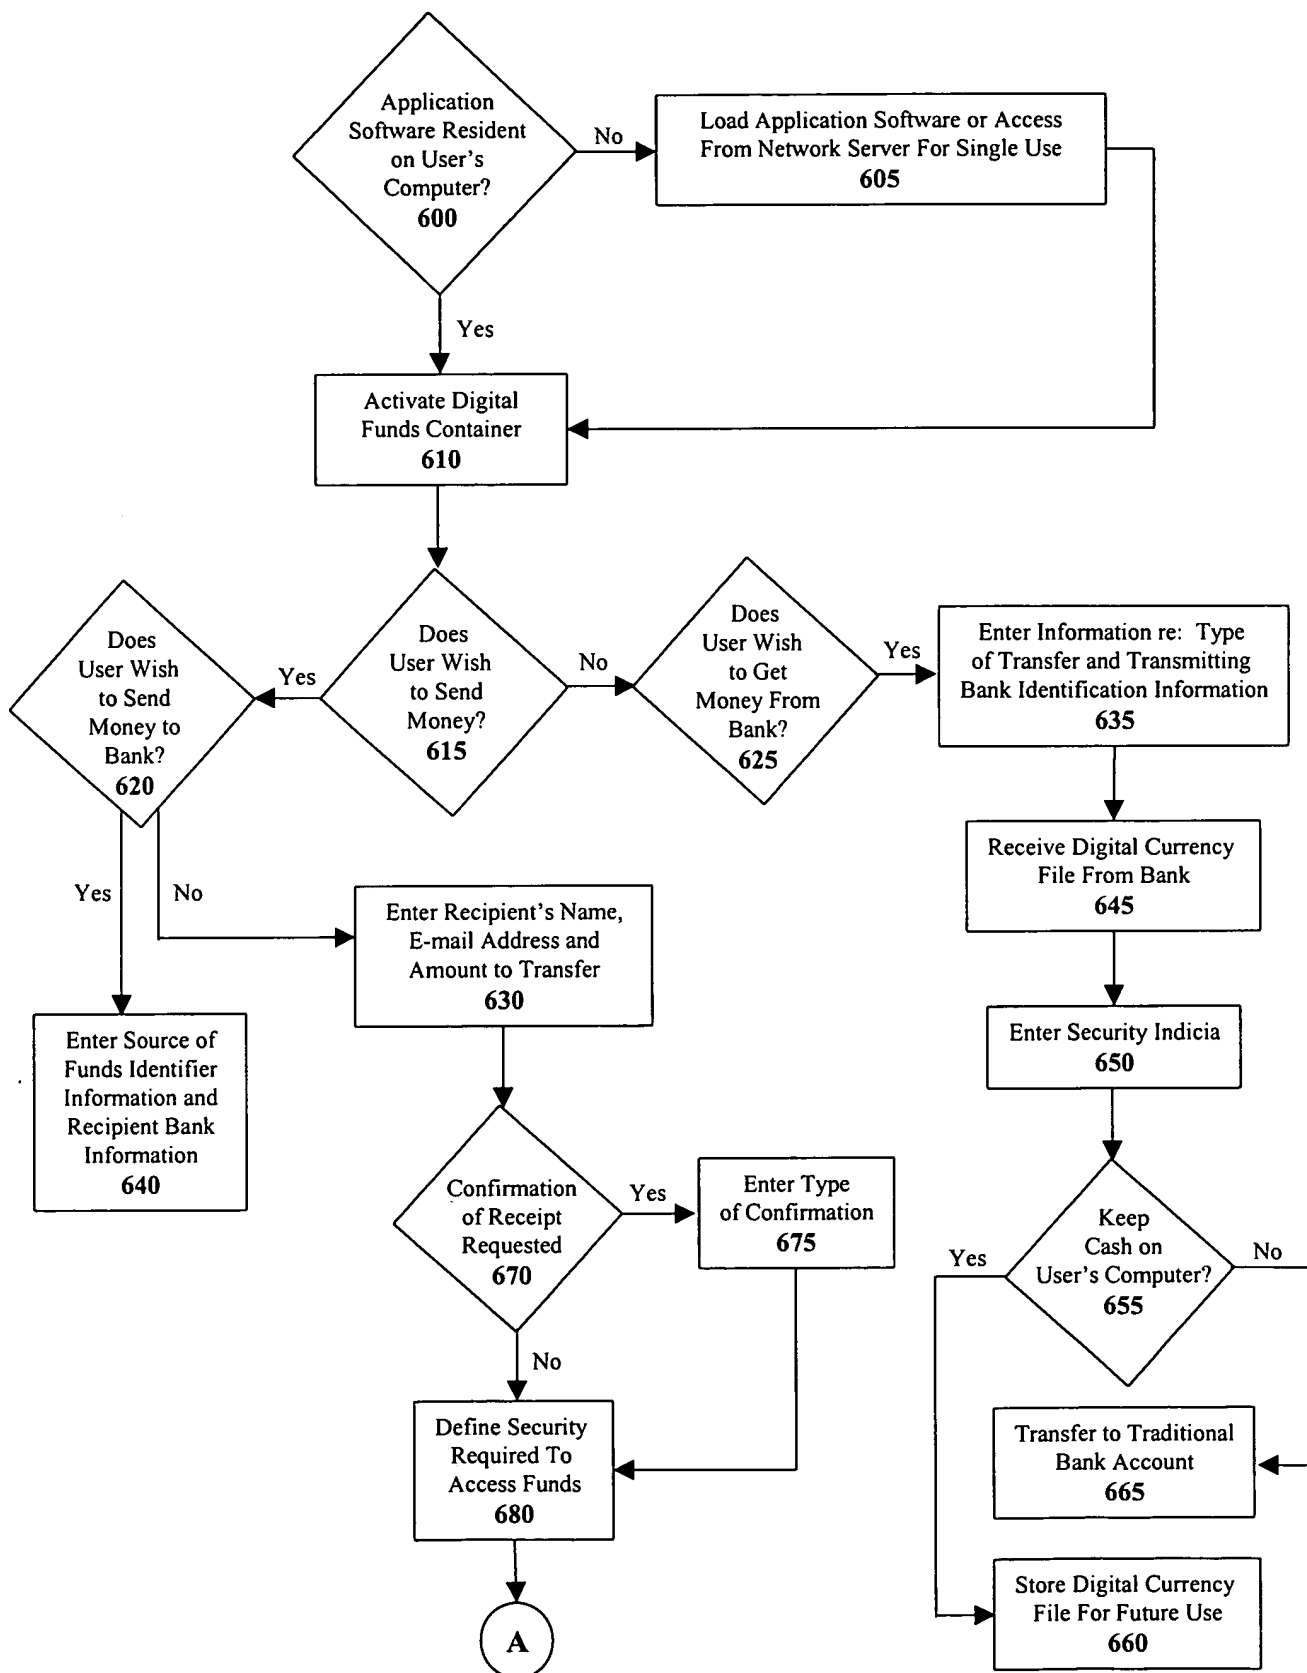 Application
Software Resident
on User's
Computer?
600
No
Load Application Software or Access
From Network Server For Single Use
605
Yes
Activate Digital
Funds Container
610
Does
User Wish
to Send
Money to
Bank?
620
Yes
Does
User Wish
to Send
Money?
615
No
Does
User Wish
to Get
Money From
Bank?
625
Yes
Enter Information re: Type
of Transfer and Transmitting
Bank Identification Information
635
Receive Digital Currency
File From Bank
645
Yes
No
Enter Recipient's Name,
E-mail Address and
Amount to Transfer
630
Enter Source of
Funds Identifier
Information and
Recipient Bank
Information
640
Enter Security Indicia
650
Confirmation
of Receipt
Requested
670
Yes
Enter Type
of Confirmation
675
Yes
Keep
Cash on
User's Computer?
655
No
No
Define Security
Required To
Access Funds
680
Transfer to Traditional
Bank Account
665
Store Digital Currency
File For Future Use
660
A